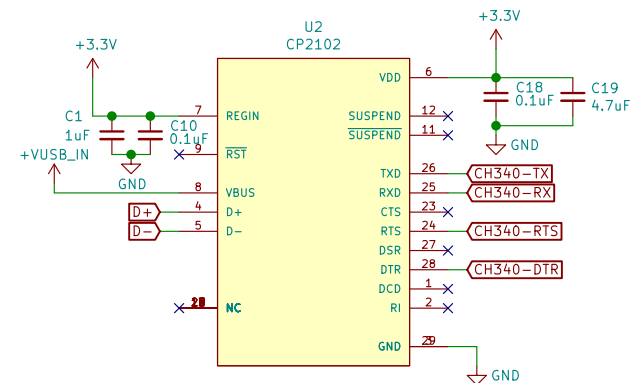 U2
CP2102
+3.3V
+3.3V
C1
1uF
C10
0.1uF
GND
+VUSB_IN
D+
D-
7 REGIN
9 RST
8 VBUS
4 D+
5 D-
NC
VDD 6
SUSPEND 12
SUSPEND 11
TXD 26
RXD 25
CTS 23
RTS 24
DSR 27
DTR 28
DCD 1
RI 2
GND
C18
0.1uF
C19
4.7uF
GND
CH340-TX
CH340-RX
CH340-RTS
CH340-DTR
GND